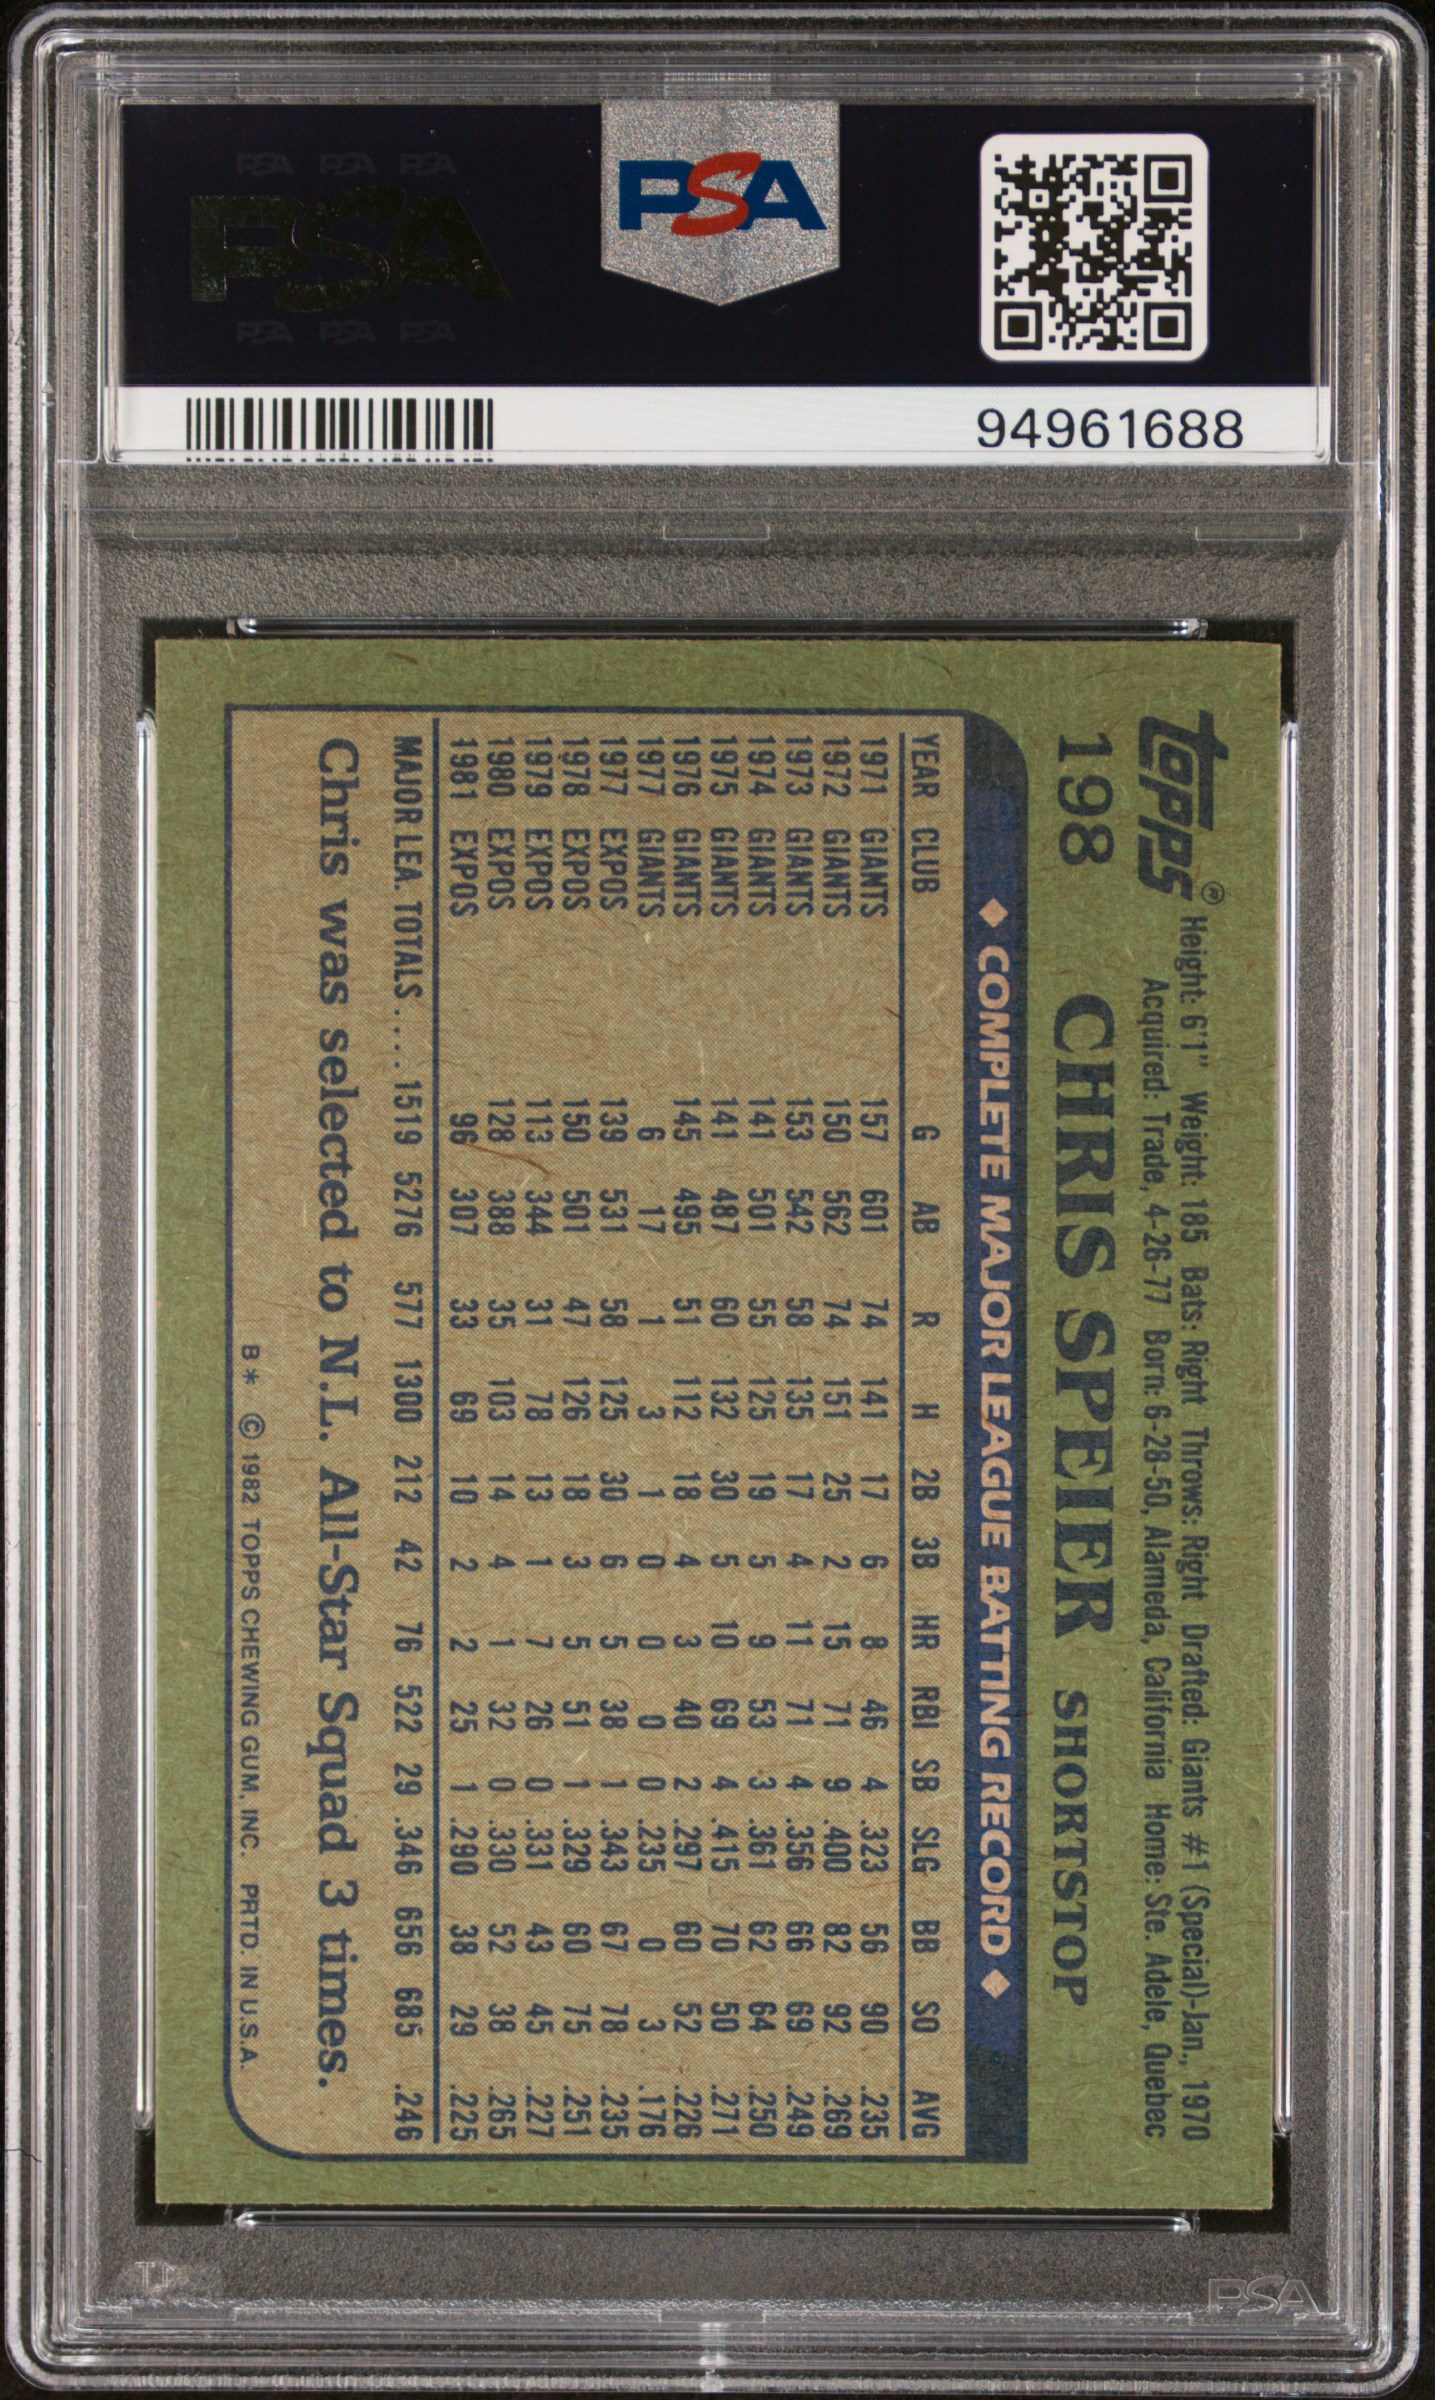 PSA PSA PSA
PSA
PSA PSA PSA
PSA
94961688
topps®
Height: 6'1" Weight: 185 Bats: Right Throws: Right Drafted: Giants #1 (Special)-Jan., 1970
Acquired: Trade, 4-26-77 Born: 6-28-50, Alameda, California Home: Ste. Adele, Quebec
198 CHRIS SPEIER SHORTSTOP
◆ COMPLETE MAJOR LEAGUE BATTING RECORD ◆
YEAR CLUB G AB R H 2B 3B HR RBI SB SLG BB SO AVG
1971 GIANTS 157 601 74 141 17 6 8 46 4 .323 56 90 .235
1972 GIANTS 150 562 74 151 25 2 15 71 9 .400 82 92 .269
1973 GIANTS 153 542 58 135 17 4 11 71 4 .356 66 69 .249
1974 GIANTS 141 501 55 125 19 5 9 53 3 .361 62 64 .250
1975 GIANTS 141 487 60 132 30 5 10 69 4 .415 70 50 .271
1976 GIANTS 145 495 51 112 18 4 3 40 2 .297 60 52 .226
1977 GIANTS 6 17 1 3 1 0 0 0 0 .235 0 3 .176
1977 EXPOS 139 531 58 125 30 6 5 38 1 .343 67 78 .235
1978 EXPOS 150 501 47 126 18 3 5 51 1 .329 60 75 .251
1979 EXPOS 113 344 31 78 13 1 7 26 0 .331 43 45 .227
1980 EXPOS 128 388 35 103 14 4 1 32 0 .330 52 38 .265
1981 EXPOS 96 307 33 69 10 2 2 25 1 .290 38 29 .225
MAJOR LEA. TOTALS.... 1519 5276 577 1300 212 42 76 522 29 .346 656 685 .246
Chris was selected to N.L. All-Star Squad 3 times.
B* © 1982 TOPPS CHEWING GUM, INC. PRTD. IN U.S.A.
PSA